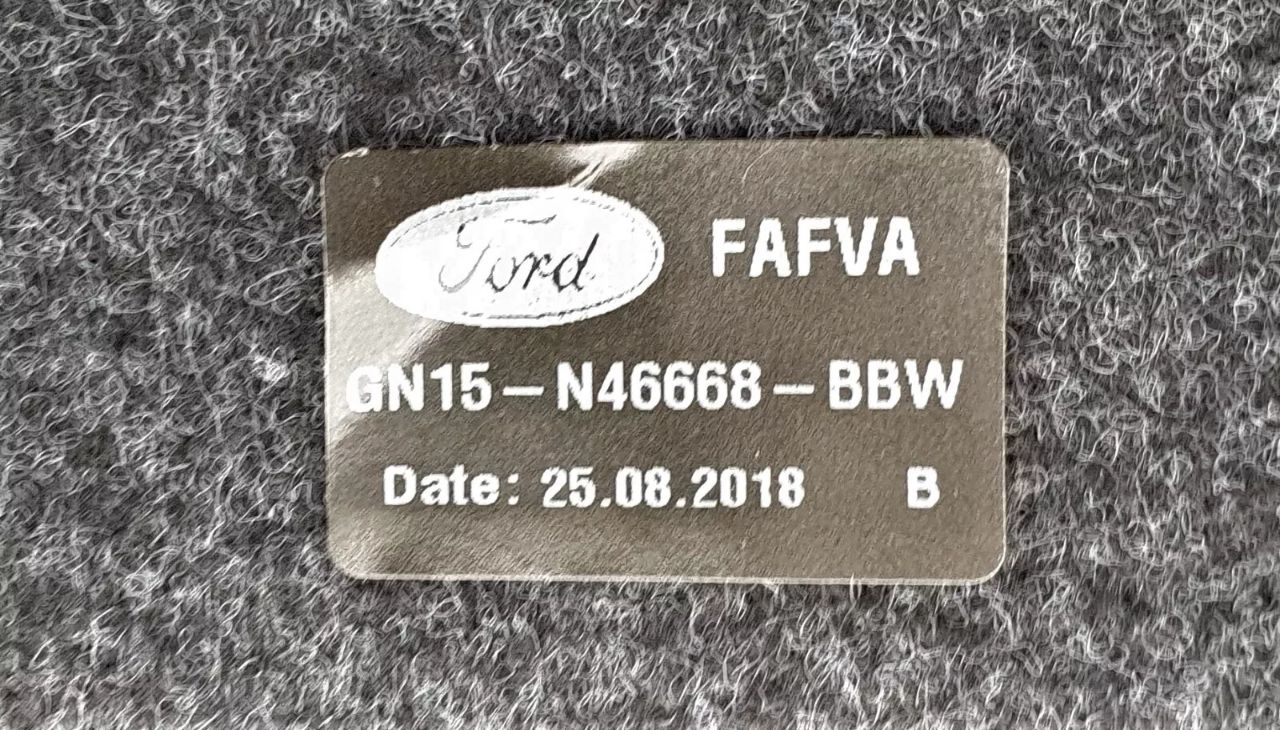 Ford FAFVA
GN15-N46668-BBW
Date: 25.08.2018 B